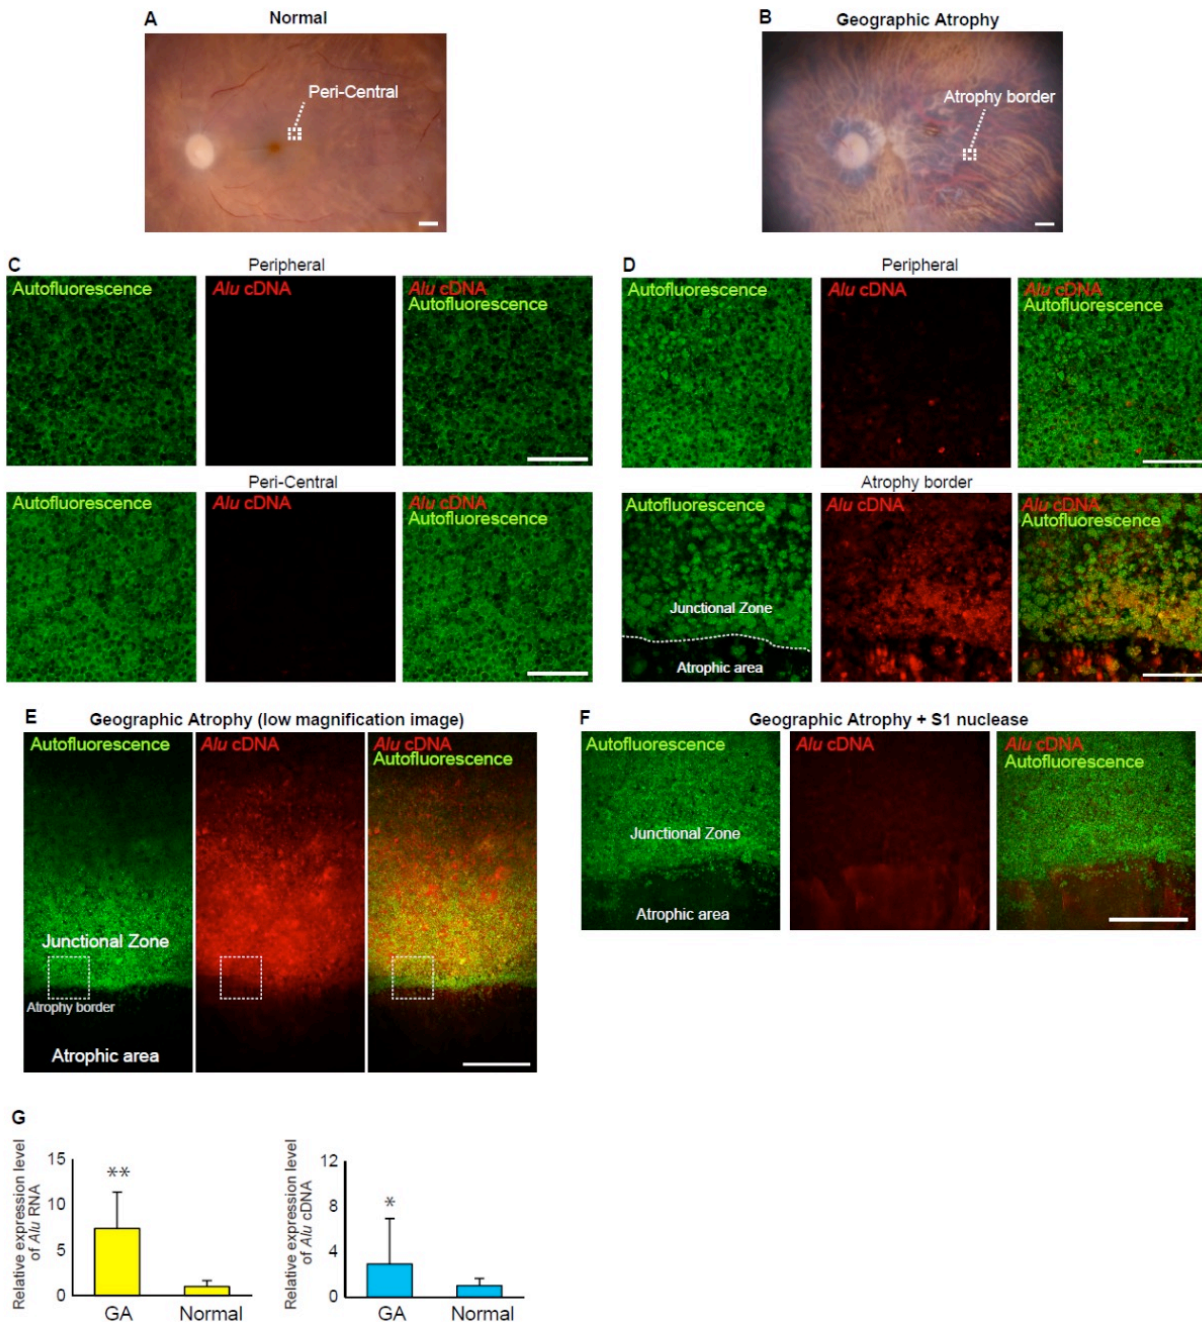 A
Normal
Peri-Central
B
Geographic Atrophy
Atrophy border
C
Peripheral
Autofluorescence
Alu cDNA
Alu cDNA
Autofluorescence
Peri-Central
Autofluorescence
Alu cDNA
Alu cDNA
Autofluorescence
D
Peripheral
Autofluorescence
Alu cDNA
Alu cDNA
Autofluorescence
Atrophy border
Autofluorescence
Junctional Zone
Atrophic area
Alu cDNA
Alu cDNA
Autofluorescence
E
Geographic Atrophy (low magnification image)
Autofluorescence
Junctional Zone
Atrophy border
Atrophic area
Alu cDNA
Alu cDNA
Autofluorescence
F
Geographic Atrophy + S1 nuclease
Autofluorescence
Junctional Zone
Atrophic area
Alu cDNA
Alu cDNA
Autofluorescence
G
Relative expression level
of Alu RNA
15
10
5
0
**
GA
Normal
Relative expression level
of Alu cDNA
12
8
4
0
*
GA
Normal